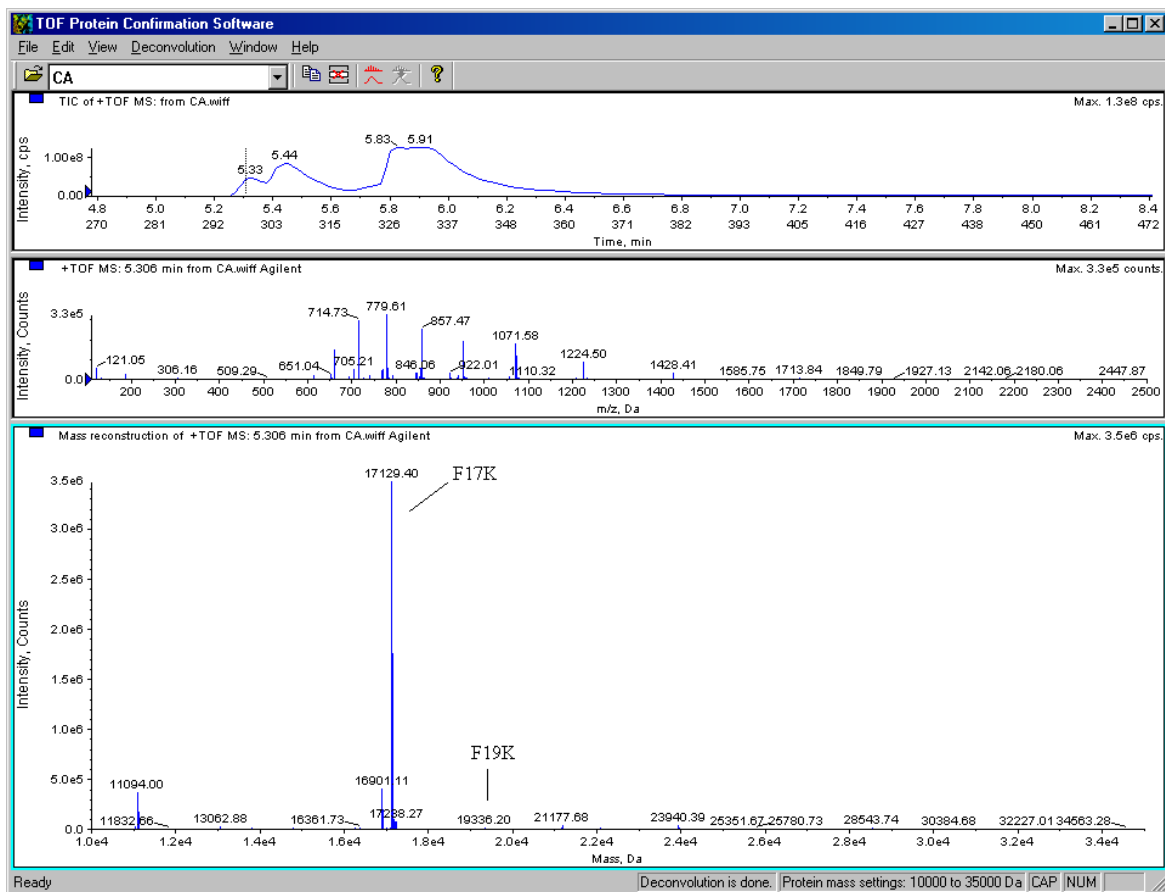 TOF Protein Confirmation Software
File Edit View Deconvolution Window Help
CA
TIC of +TOF MS: from CA.wiff
Max. 1.3e8 cps.
Intensity, cps
1.00e8
0.00
5.33
5.44
5.83
5.91
4.8 5.0 5.2 5.4 5.6 5.8 6.0 6.2 6.4 6.6 6.8 7.0 7.2 7.4 7.6 7.8 8.0 8.2 8.4
270 281 292 303 315 326 337 348 360 371 382 393 405 416 427 438 450 461 472
Time, min
+TOF MS: 5.306 min from CA.wiff Agilent
Max. 3.3e5 counts.
Intensity, Counts
3.3e5
0.0
121.05
306.16
509.29
651.04
714.73
705.21
779.61
846.06
857.47
922.01
1071.58
1110.32
1224.50
1428.41
1585.75
1713.84
1849.79
1927.13
2142.06
2180.06
2447.87
200 300 400 500 600 700 800 900 1000 1100 1200 1300 1400 1500 1600 1700 1800 1900 2000 2100 2200 2300 2400 2500
m/z, Da
Mass reconstruction of +TOF MS: 5.306 min from CA.wiff Agilent
Max. 3.5e6 cps.
Intensity, Counts
3.5e6
3.0e6
2.5e6
2.0e6
1.5e6
1.0e6
5.0e5
0.0
17129.40
F17K
F19K
11094.00
11832.66
13062.88
16361.73
16901.11
17288.27
19336.20
21177.68
23940.39
25351.67
25780.73
28543.74
30384.68
32227.01
34563.28
1.0e4 1.2e4 1.4e4 1.6e4 1.8e4 2.0e4 2.2e4 2.4e4 2.6e4 2.8e4 3.0e4 3.2e4 3.4e4
Mass, Da
Ready
Deconvolution is done. Protein mass settings: 10000 to 35000 Da CAP NUM